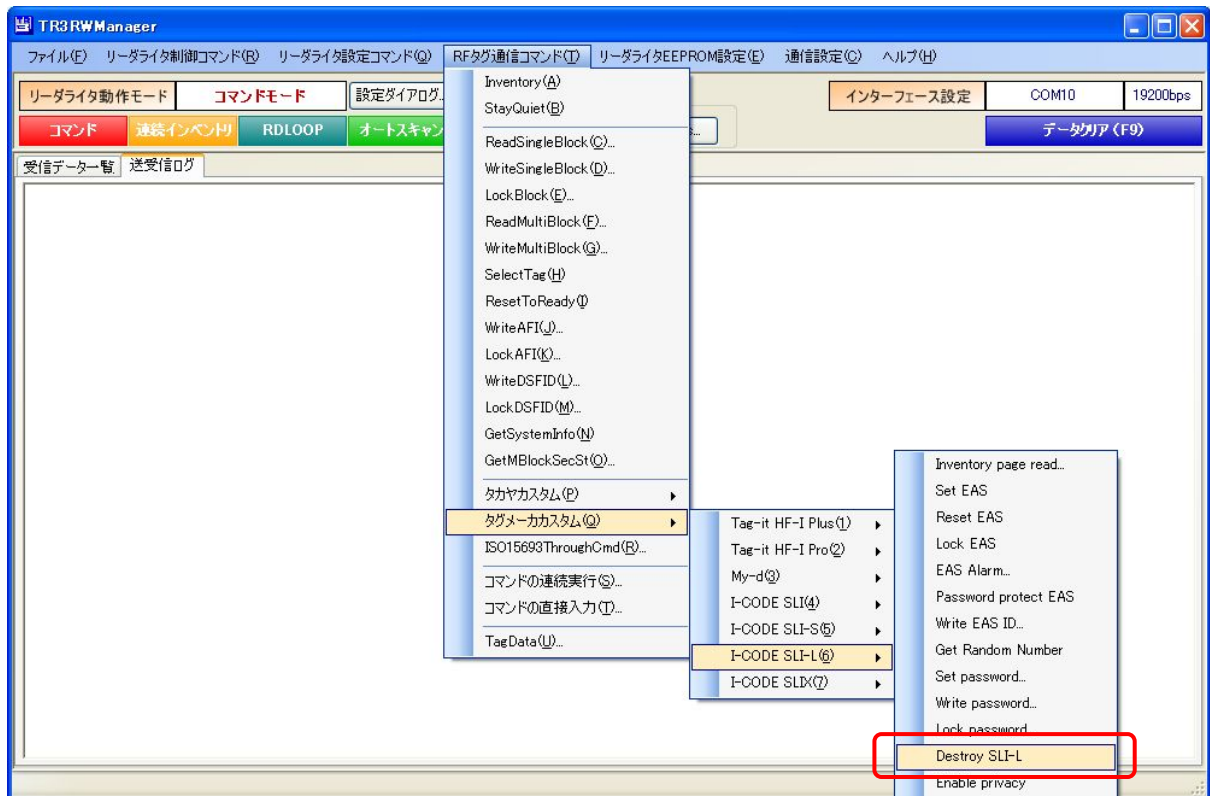 TR3RWManager
ファイル(F) リーダライタ制御コマンド(R) リーダライタ設定コマンド(Q) RFタグ通信コマンド(T) リーダライタEEPROM設定(E) 通信設定(C) ヘルプ(H)
リーダライタ動作モード コマンドモード 設定ダイアログ.. インターフェース設定 COM10 19200bps
コマンド 連続インベントリ RDLOOP オートスキャン データクリア(F9)
受信データ一覧 送受信ログ
Inventory(A)
StayQuiet(B)
ReadSingleBlock(C)...
WriteSingleBlock(D)...
LockBlock(E)...
ReadMultiBlock(F)...
WriteMultiBlock(G)...
SelectTag(H)
ResetToReady(I)
WriteAFI(J)...
LockAFI(K)...
WriteDSFID(L)...
LockDSFID(M)...
GetSystemInfo(N)
GetMBlockSecSt(O)...
タカヤカスタム(P)
タグメーカカスタム(Q)
ISO15693ThroughCmd(R)...
コマンドの連続実行(S)...
コマンドの直接入力(T)...
TagData(U)...
Tag-it HF-I Plus(1)
Tag-it HF-I Pro(2)
My-d(3)
I-CODE SLI(4)
I-CODE SLI-S(5)
I-CODE SLI-L(6)
I-CODE SLIX(7)
Inventory page read...
Set EAS
Reset EAS
Lock EAS
EAS Alarm...
Password protect EAS
Write EAS ID...
Get Random Number
Set password...
Write password...
Lock password
Destroy SLI-L
Enable privacy